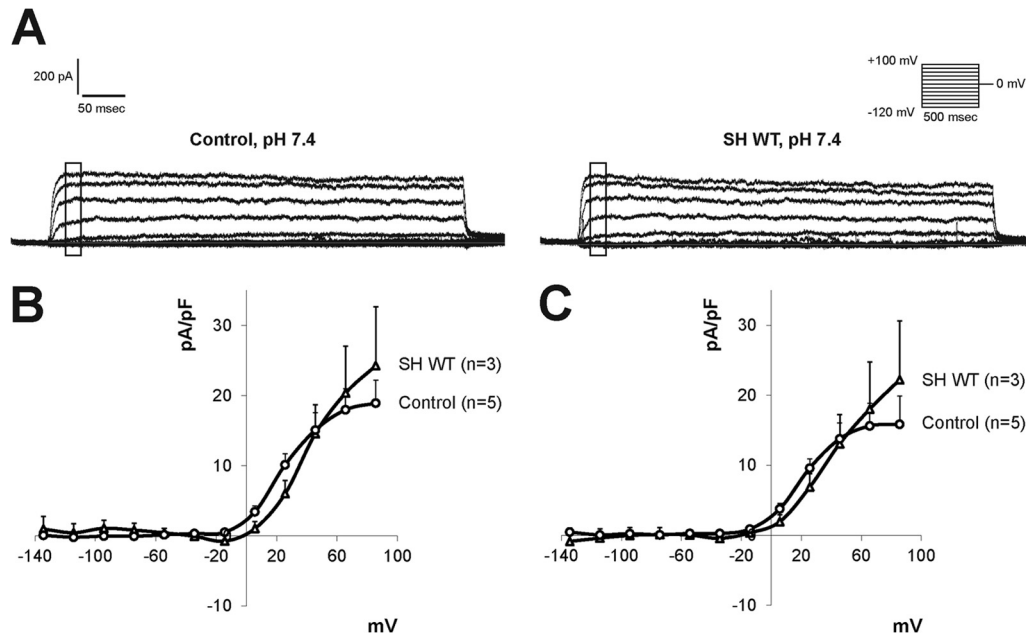 A
200 pA
50 msec
+100 mV
0 mV
-120 mV
500 msec
Control, pH 7.4
SH WT, pH 7.4
B
pA/pF
30
20
10
-10
-140
-100
-60
-20
20
60
100
mV
SH WT (n=3)
Control (n=5)
C
pA/pF
30
20
10
-10
-140
-100
-60
-20
20
60
100
mV
SH WT (n=3)
Control (n=5)